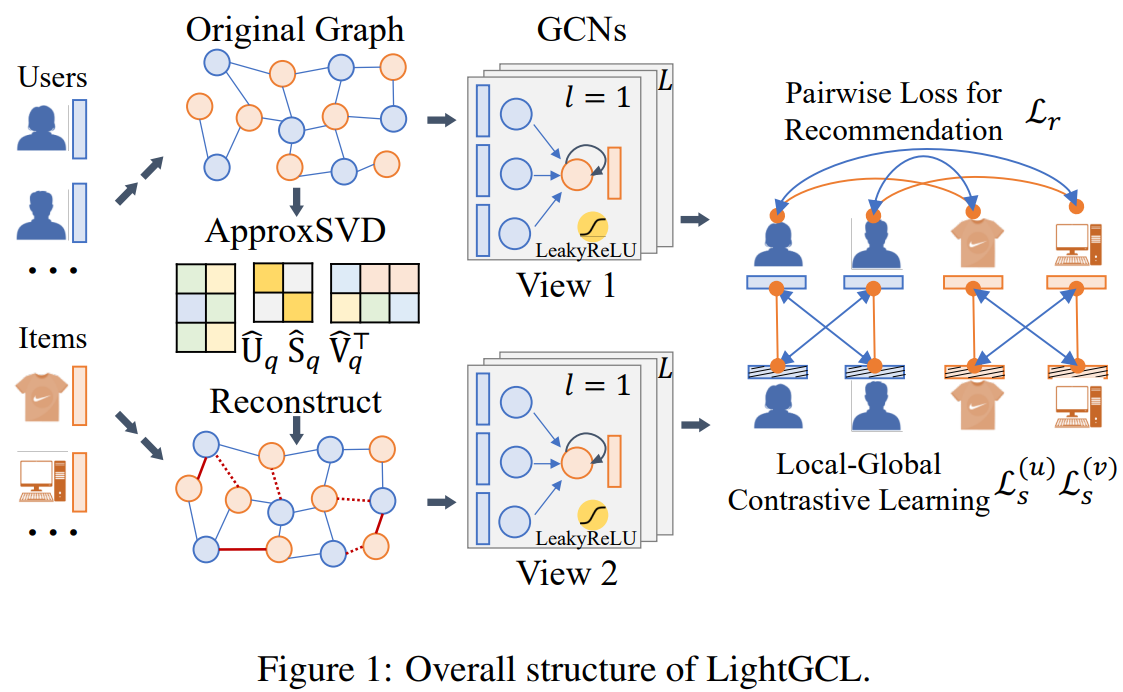 Original Graph
GCNs
Users
l = 1
L
Pairwise Loss for
Recommendation
ℒᵣ
ApproxSVD
LeakyReLU
View 1
• • •
Û_q Ŝ_q V̂_q^⊤
Items
Reconstruct
l = 1
L
LeakyReLU
View 2
• • •
Local-Global
Contrastive Learning
ℒ_s^(u) ℒ_s^(v)
Figure 1: Overall structure of LightGCL.